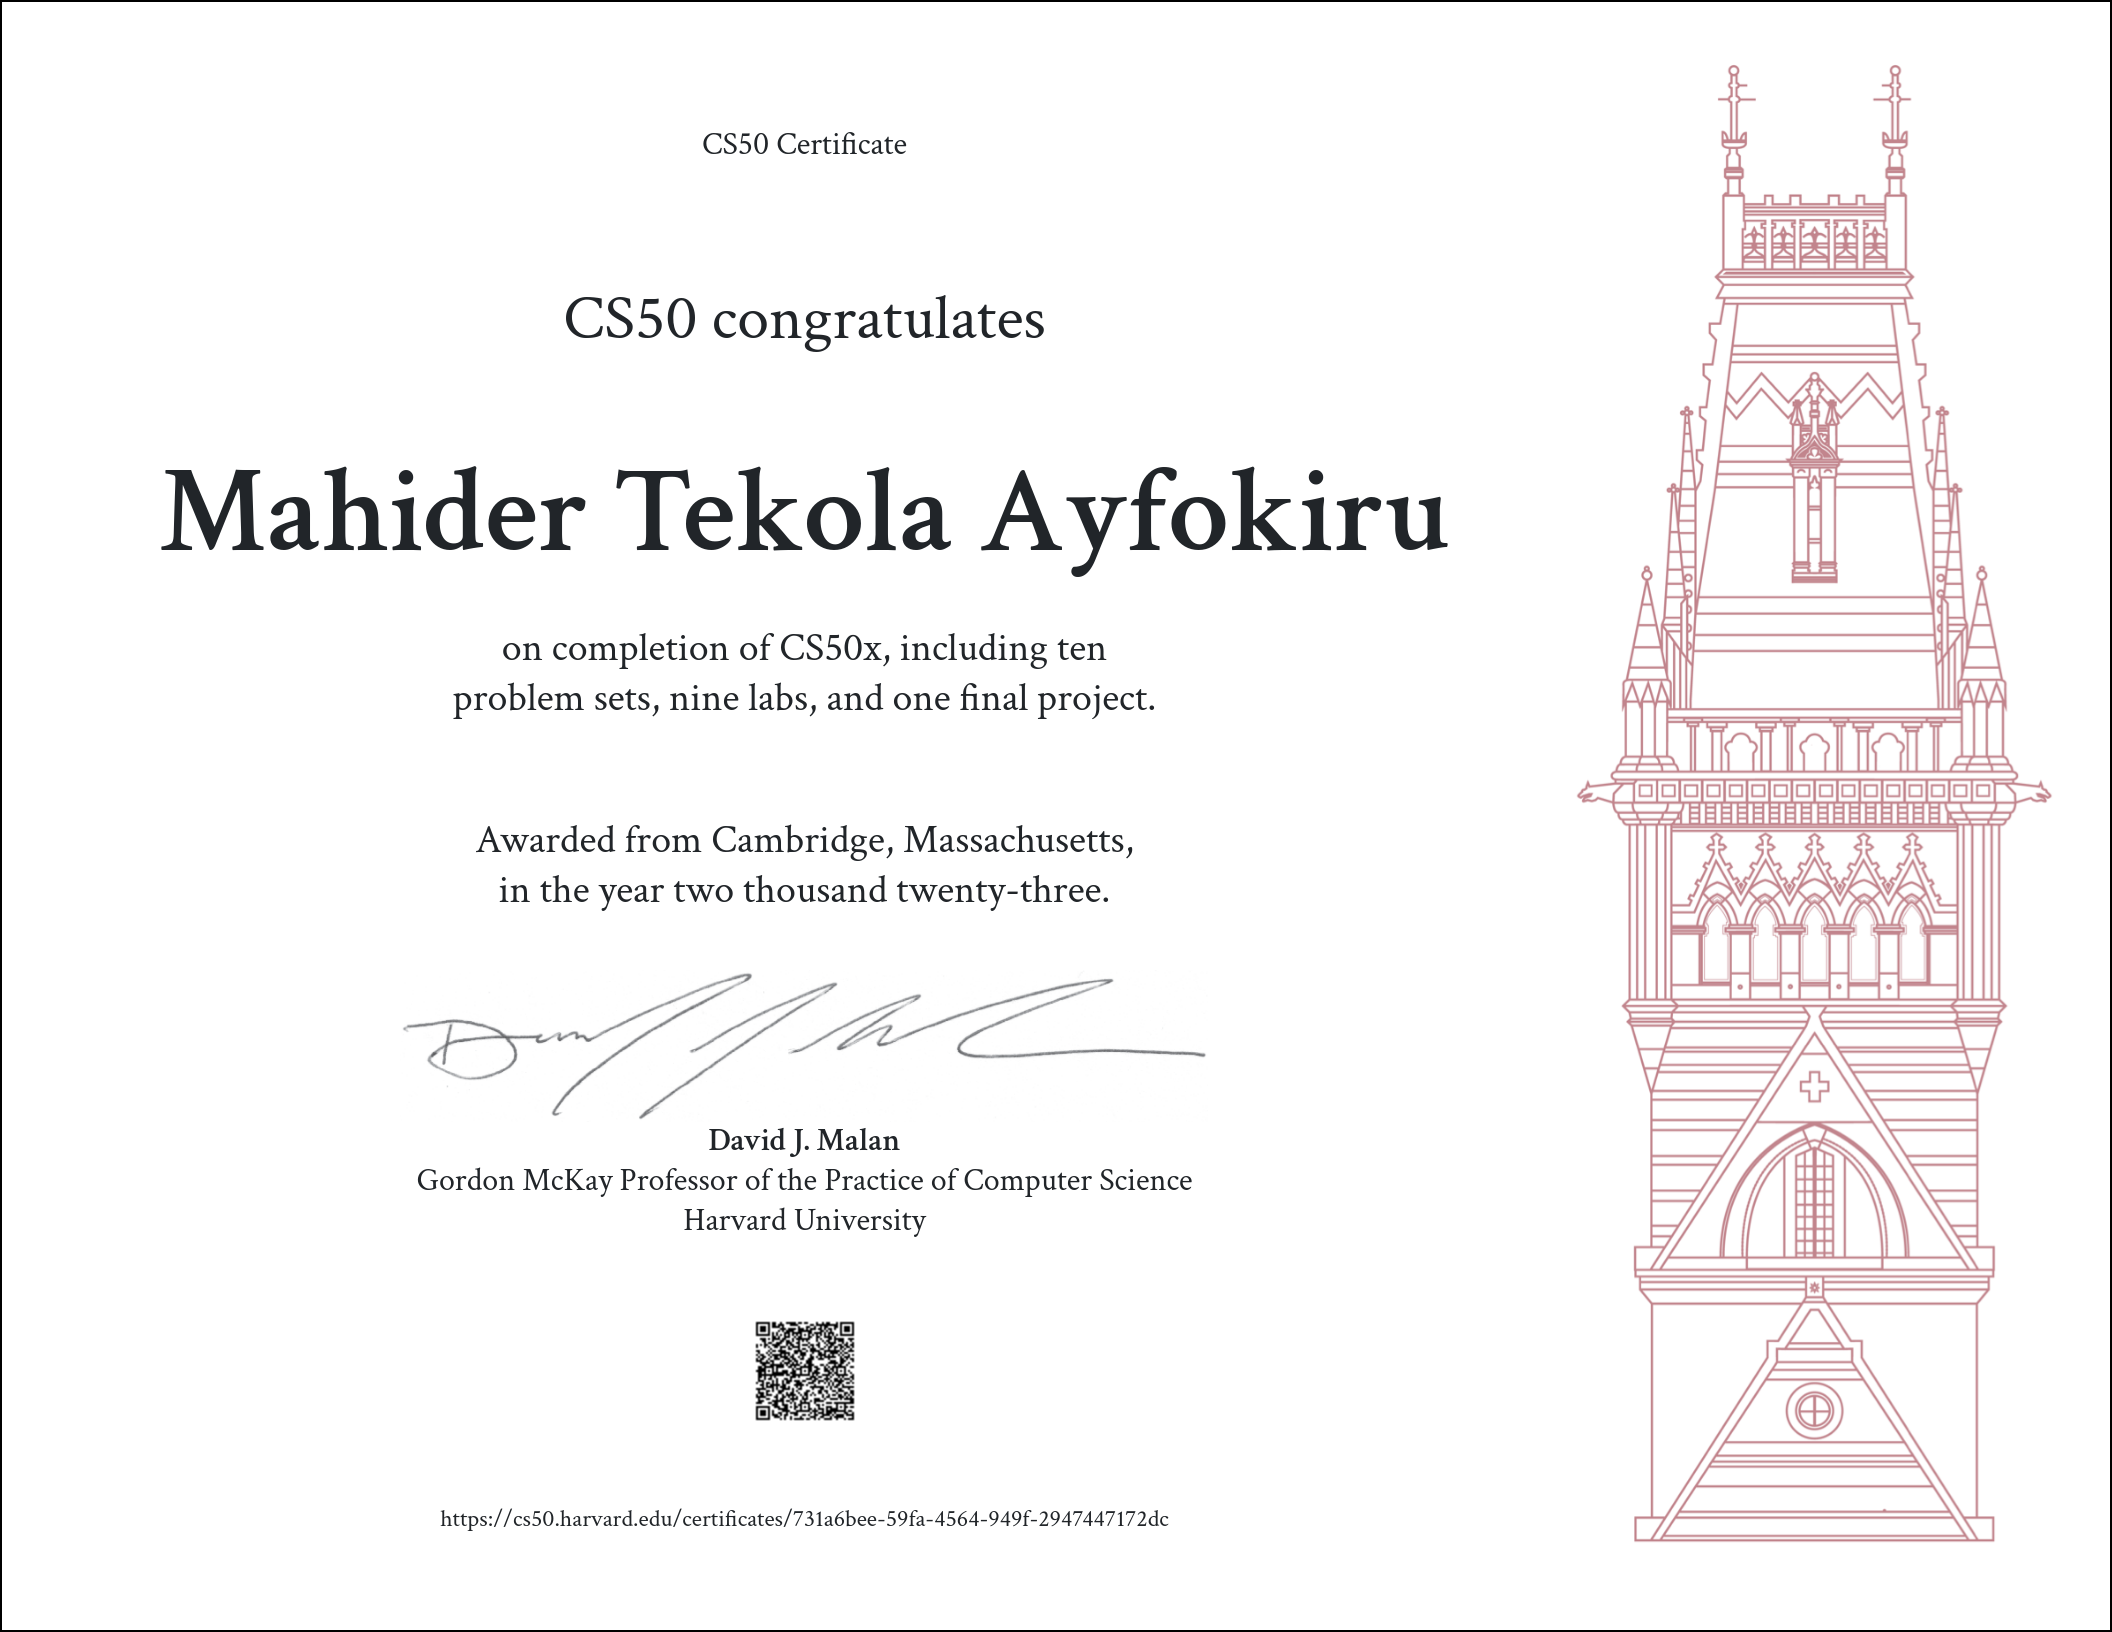 CS50 Certificate
CS50 congratulates
Mahider Tekola Ayfokiru
on completion of CS50x, including ten
problem sets, nine labs, and one final project.
Awarded from Cambridge, Massachusetts,
in the year two thousand twenty-three.
David J. Malan
Gordon McKay Professor of the Practice of Computer Science
Harvard University
https://cs50.harvard.edu/certificates/731a6bee-59fa-4564-949f-2947447172dc